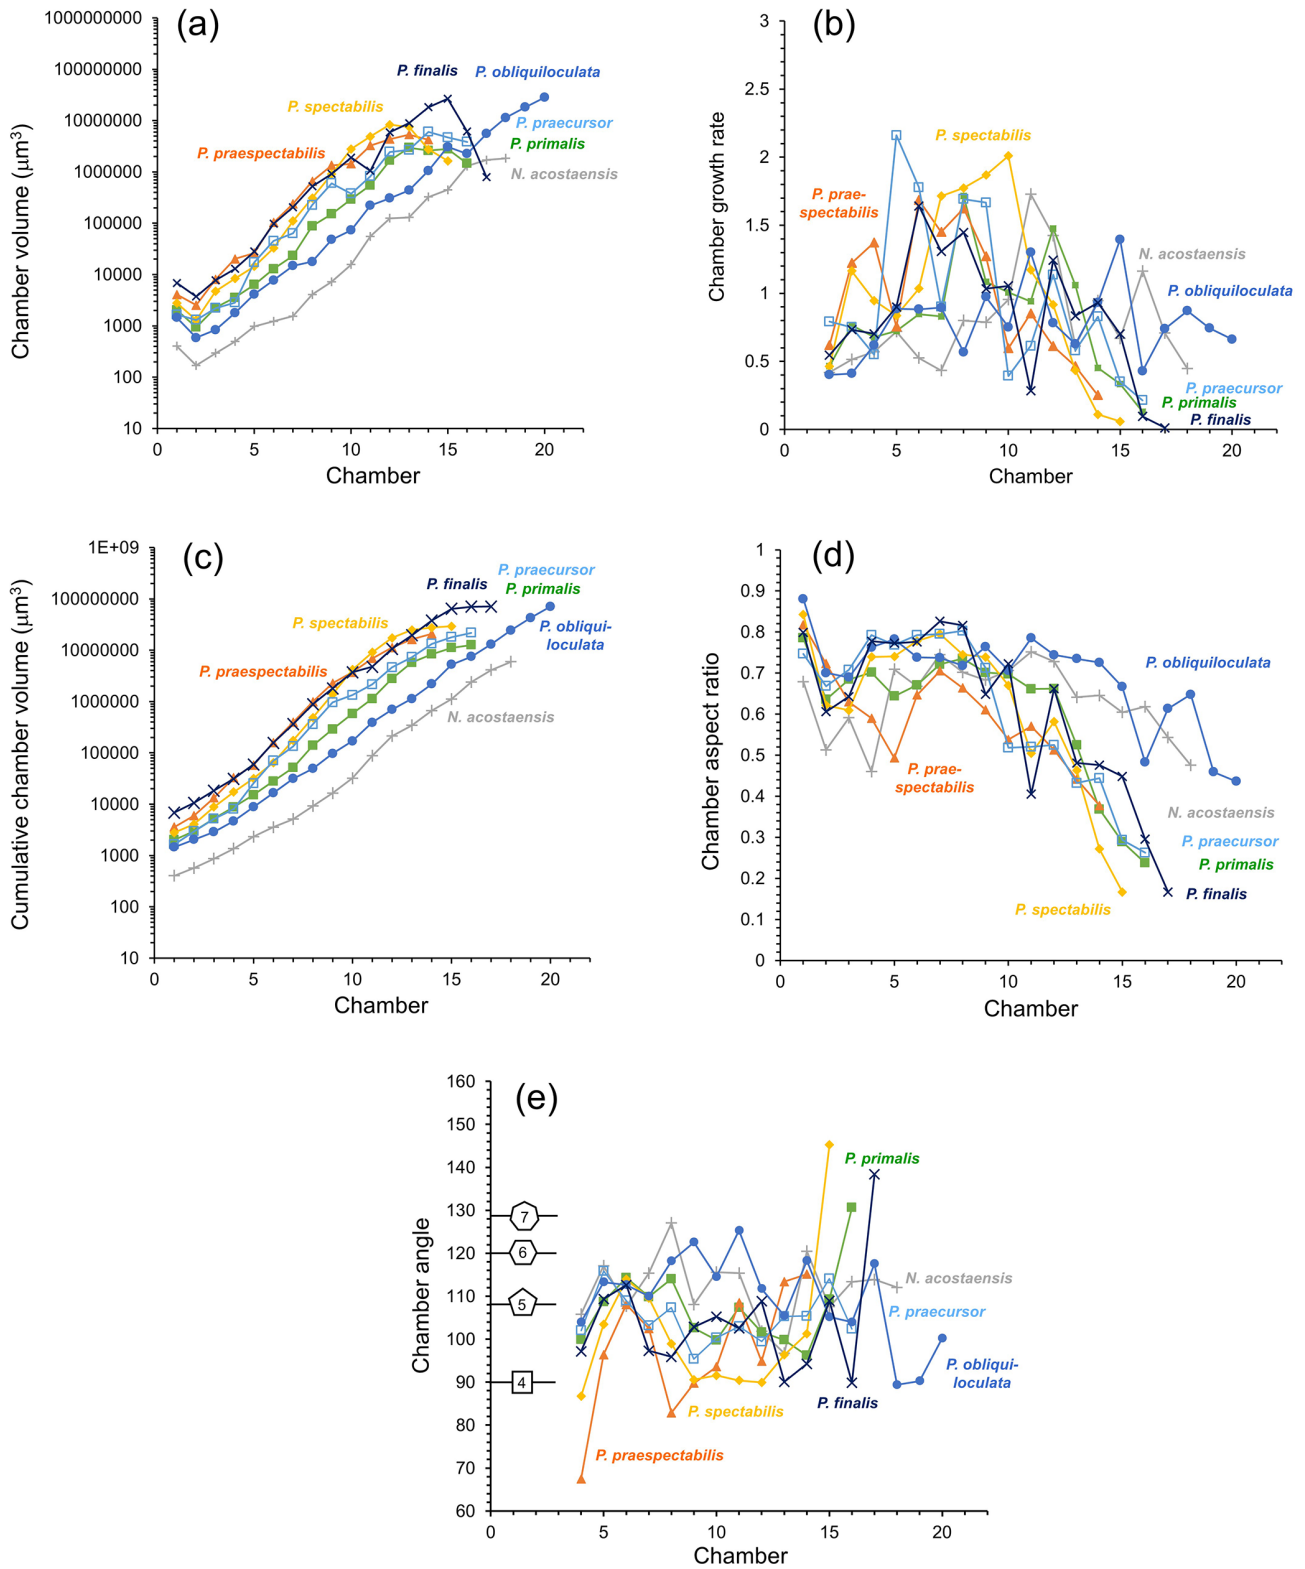 (a)
1000000000
100000000
10000000
1000000
100000
10000
1000
100
10
0
5
10
15
20
Chamber volume (µm³)
Chamber
P. finalis
P. obliquiloculata
P. spectabilis
P. praecursor
P. primalis
P. praespectabilis
N. acostaensis
(b)
3
2.5
2
1.5
1
0.5
0
0
5
10
15
20
Chamber growth rate
Chamber
P. spectabilis
P. prae-
spectabilis
N. acostaensis
P. obliquiloculata
P. praecursor
P. primalis
P. finalis
(c)
1E+09
100000000
10000000
1000000
100000
10000
1000
100
10
0
5
10
15
20
Cumulative chamber volume (µm³)
Chamber
P. praecursor
P. finalis
P. primalis
P. spectabilis
P. obliqui-
loculata
P. praespectabilis
N. acostaensis
(d)
1
0.9
0.8
0.7
0.6
0.5
0.4
0.3
0.2
0.1
0
0
5
10
15
20
Chamber aspect ratio
Chamber
P. obliquiloculata
P. prae-
spectabilis
N. acostaensis
P. praecursor
P. primalis
P. finalis
P. spectabilis
(e)
160
150
140
130
120
110
100
90
80
70
60
0
5
10
15
20
Chamber angle
Chamber
7
6
5
4
P. primalis
N. acostaensis
P. praecursor
P. obliqui-
loculata
P. finalis
P. spectabilis
P. praespectabilis